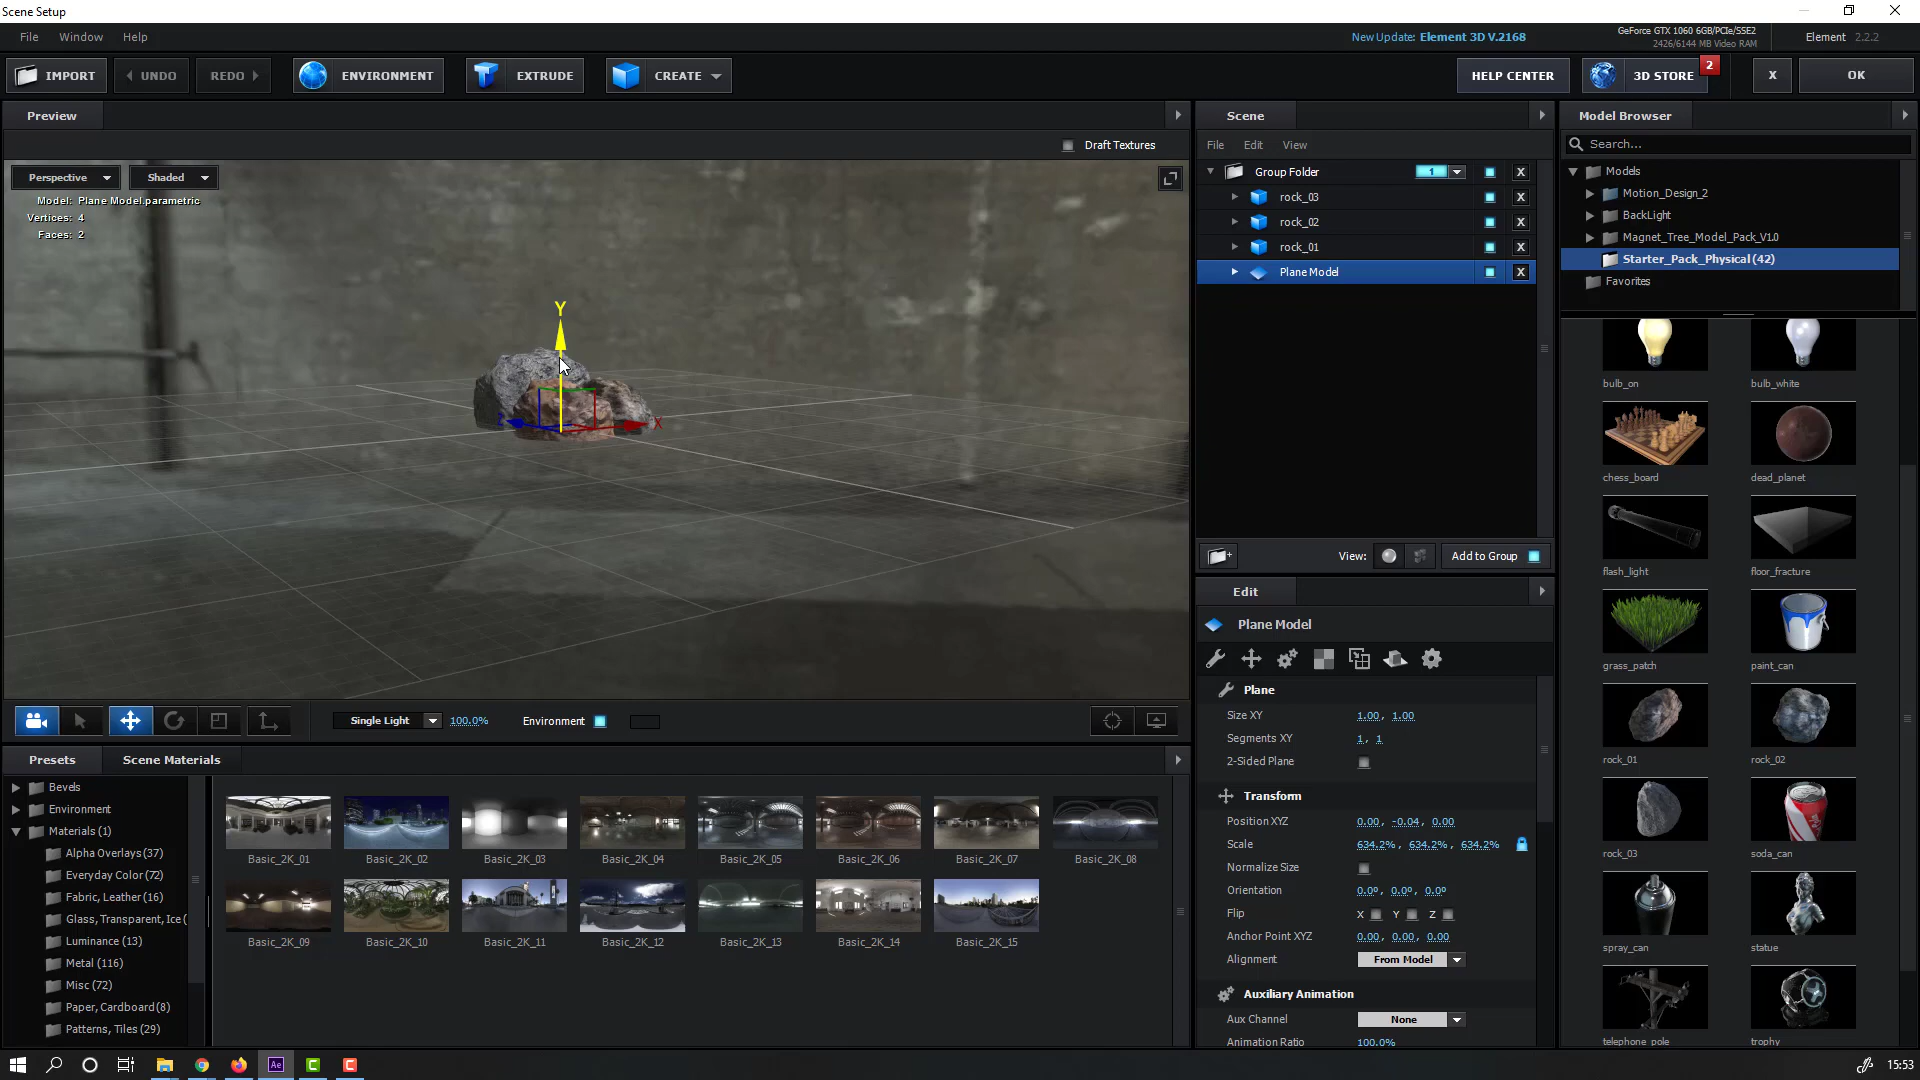 Scene Setup
File Window Help
New Update: Element 3D V.2168
GeForce GTX 1060 6GB/PCIe/SSE2
2426/6144 MB Video RAM
Element 2.2.2
IMPORT
UNDO
REDO
ENVIRONMENT
EXTRUDE
CREATE
HELP CENTER
3D STORE
2
X
OK
Preview
Draft Textures
Perspective
Shaded
Model: Plane Model.parametric
Vertices: 4
Faces: 2
Y
Z
X
Single Light
100.0%
Environment
Scene
File Edit View
Group Folder 1 X
rock_03 X
rock_02 X
rock_01 X
Plane Model X
View:
Add to Group
Edit
Plane Model
Plane
Size XY 1.00, 1.00
Segments XY 1, 1
2-Sided Plane
Transform
Position XYZ 0.00, -0.04, 0.00
Scale 634.2%, 634.2%, 634.2%
Normalize Size
Orientation 0.0º, 0.0º, 0.0º
Flip X Y Z
Anchor Point XYZ 0.00, 0.00, 0.00
Alignment From Model
Auxiliary Animation
Aux Channel None
Animation Ratio 100.0%
Model Browser
Search...
Models
Motion_Design_2
BackLight
Magnet_Tree_Model_Pack_V1.0
Starter_Pack_Physical (42)
Favorites
bulb_on bulb_white
chess_board dead_planet
flash_light floor_fracture
grass_patch paint_can
rock_01 rock_02
rock_03 soda_can
spray_can statue
telephone_pole trophy
Presets
Scene Materials
Bevels
Environment
Materials (1)
Alpha Overlays (37)
Everyday Color (72)
Fabric, Leather (16)
Glass, Transparent, Ice (
Luminance (13)
Metal (116)
Misc (72)
Paper, Cardboard (8)
Patterns, Tiles (29)
Basic_2K_01 Basic_2K_02 Basic_2K_03 Basic_2K_04 Basic_2K_05 Basic_2K_06 Basic_2K_07 Basic_2K_08
Basic_2K_09 Basic_2K_10 Basic_2K_11 Basic_2K_12 Basic_2K_13 Basic_2K_14 Basic_2K_15
Ae
C
C
15:53